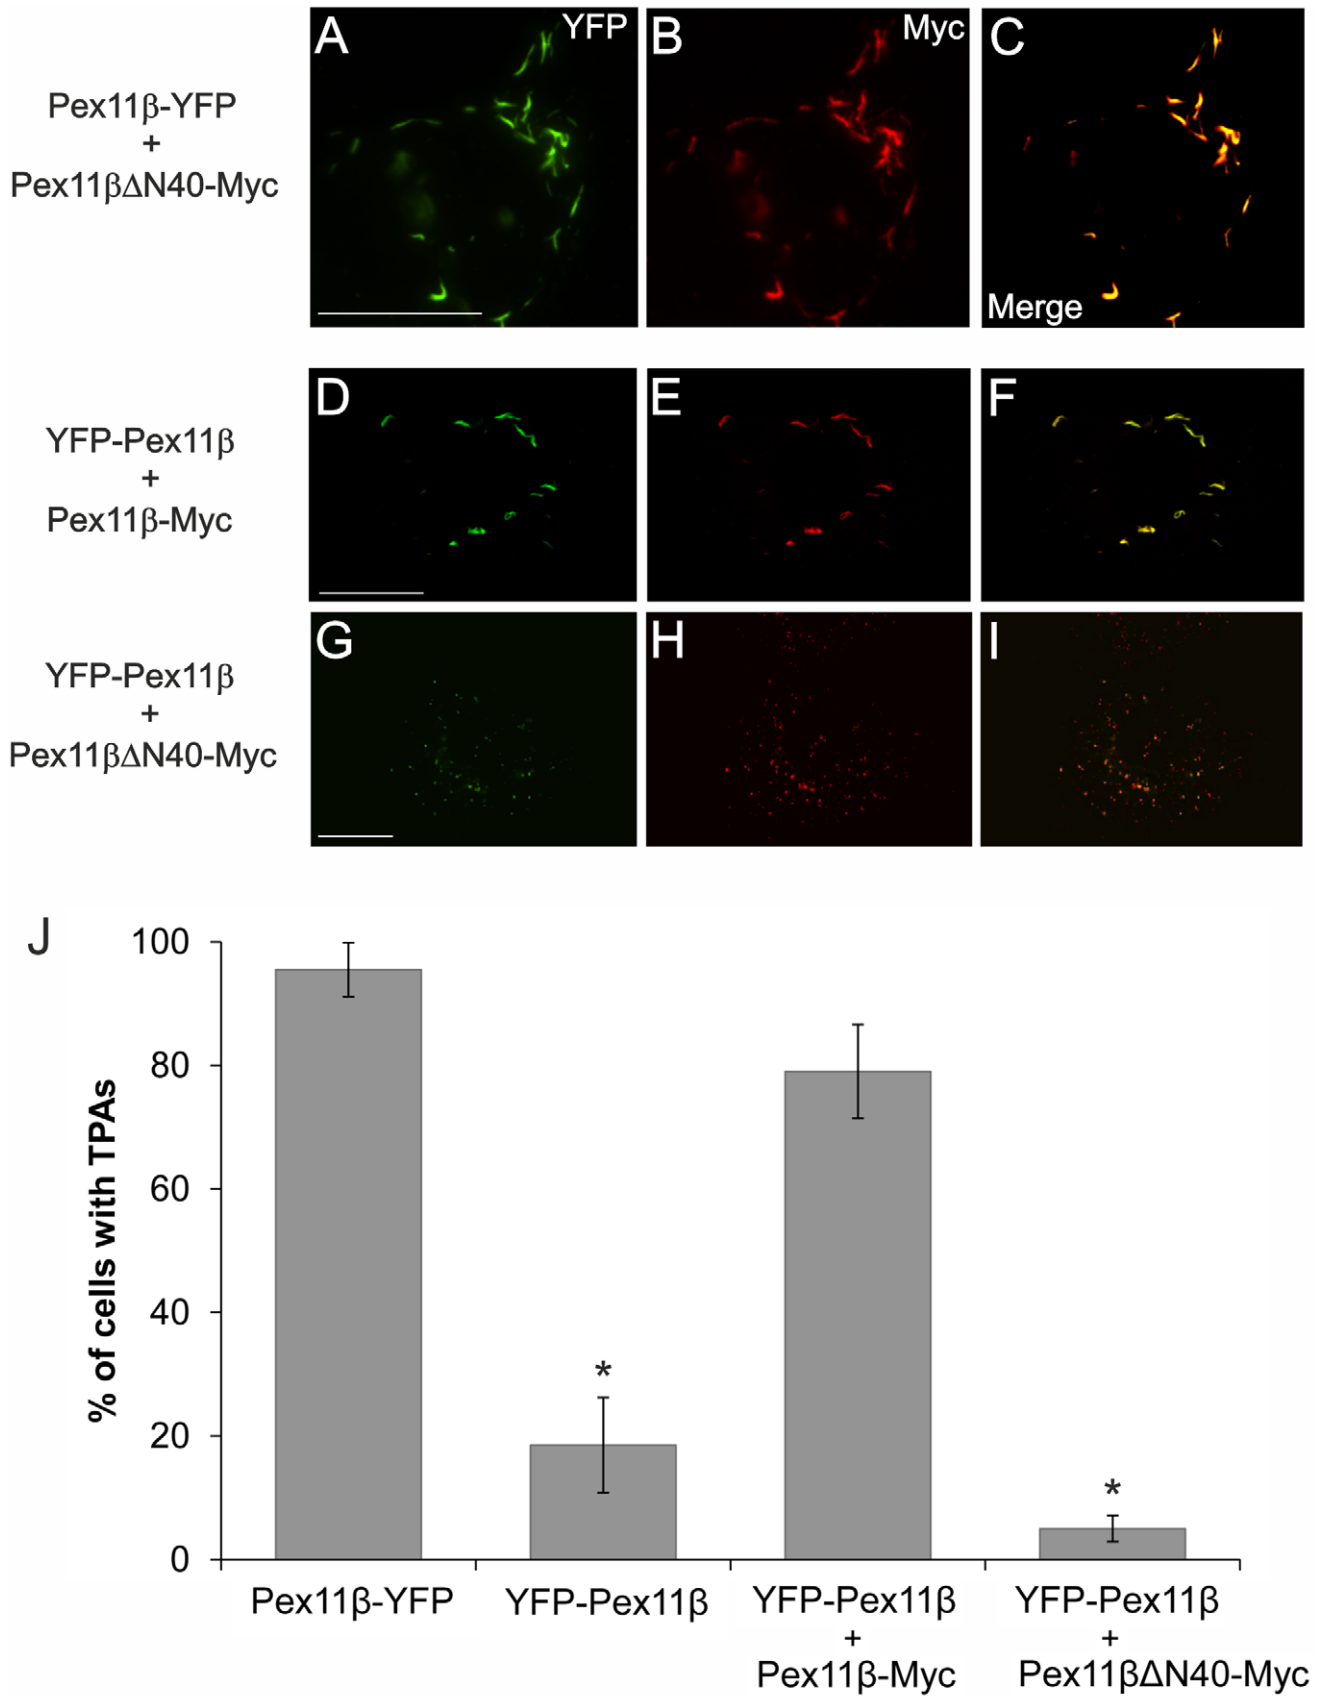 Pex11β-YFP
+
Pex11βΔN40-Myc
A
YFP
B
Myc
C
Merge
YFP-Pex11β
+
Pex11β-Myc
D
E
F
YFP-Pex11β
+
Pex11βΔN40-Myc
G
H
I
J
% of cells with TPAs
100
80
60
40
20
0
*
*
Pex11β-YFP
YFP-Pex11β
YFP-Pex11β
+
Pex11β-Myc
YFP-Pex11β
+
Pex11βΔN40-Myc